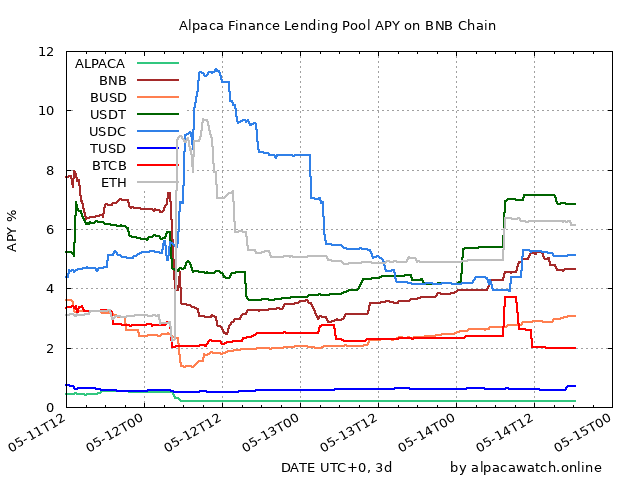 Alpaca Finance Lending Pool APY on BNB Chain
12
10
8
6
4
2
0
APY %
ALPACA
BNB
BUSD
USDT
USDC
TUSD
BTCB
ETH
05-11T12
05-12T00
05-12T12
05-13T00
05-13T12
05-14T00
05-14T12
05-15T00
DATE UTC+0, 3d
by alpacawatch.online